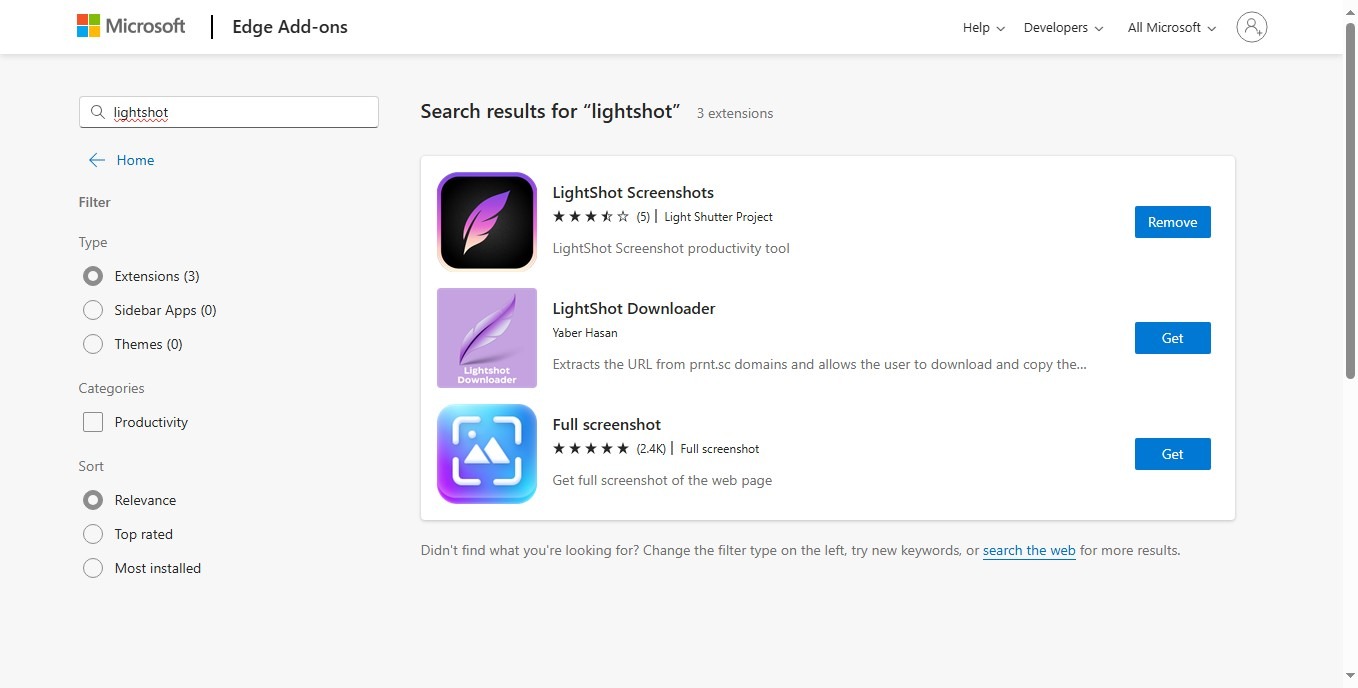 Microsoft | Edge Add-ons Help Developers All Microsoft
lightshot
Home
Filter
Type
Extensions (3)
Sidebar Apps (0)
Themes (0)
Categories
Productivity
Sort
Relevance
Top rated
Most installed
Search results for “lightshot” 3 extensions
LightShot Screenshots
(5) | Light Shutter Project
LightShot Screenshot productivity tool
Remove
Lightshot
Downloader
LightShot Downloader
Yaber Hasan
Extracts the URL from prnt.sc domains and allows the user to download and copy the...
Get
Full screenshot
(2.4K) | Full screenshot
Get full screenshot of the web page
Get
Didn't find what you're looking for? Change the filter type on the left, try new keywords, or search the web for more results.